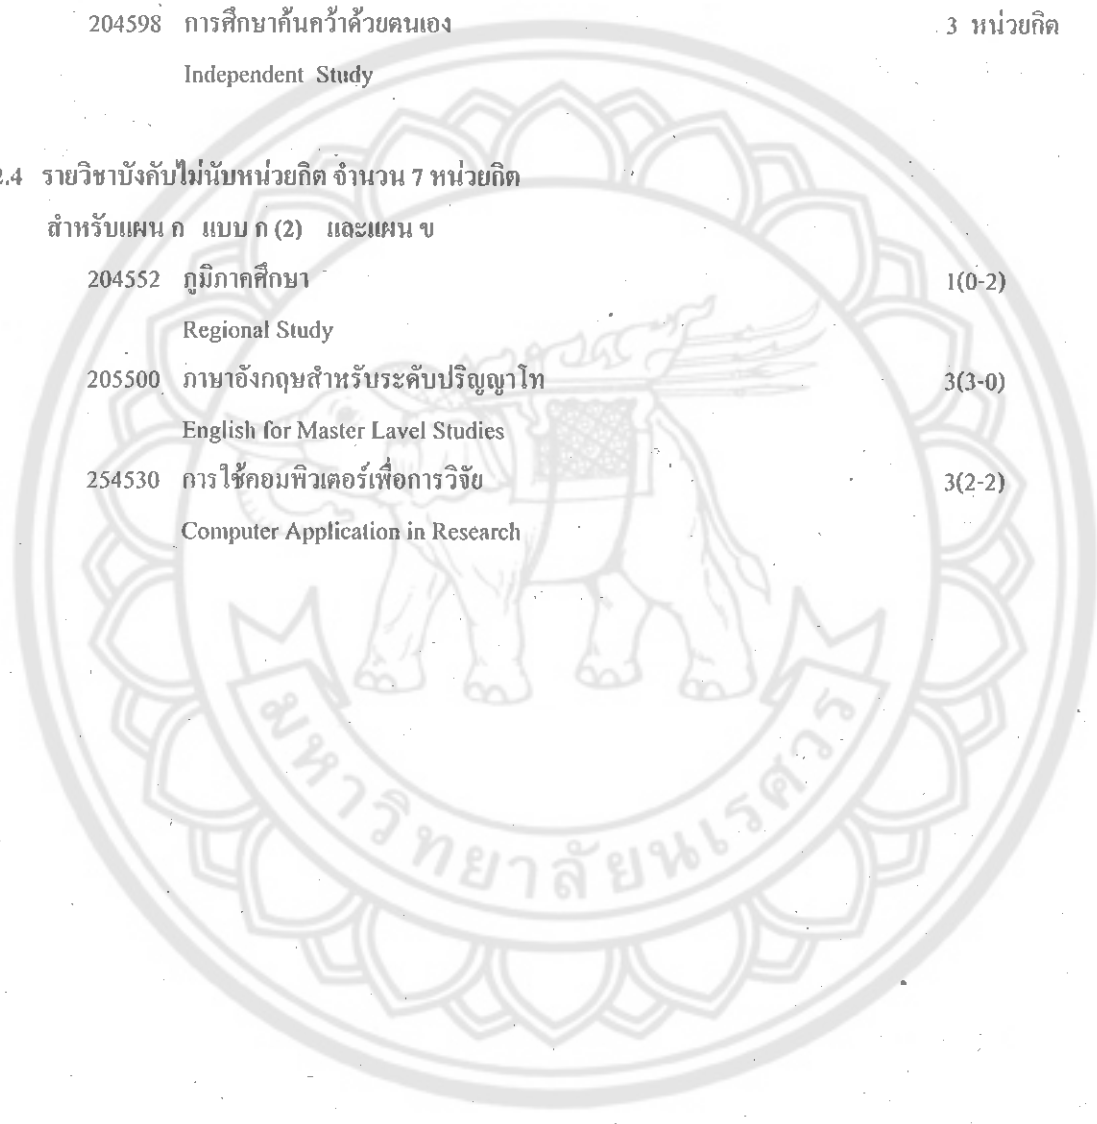 204598 การศึกษาค้นคว้าด้วยตนเอง 3 หน่วยกิต
Independent Study
2.4 รายวิชาบังคับไม่นับหน่วยกิต จำนวน 7 หน่วยกิต
สำหรับแผน ก แบบ ก (2) และแผน ข
204552 ภูมิภาคศึกษา 1(0-2)
Regional Study
205500 ภาษาอังกฤษสำหรับระดับปริญญาโท 3(3-0)
English for Master Lavel Studies
254530 การใช้คอมพิวเตอร์เพื่อการวิจัย 3(2-2)
Computer Application in Research
มหาวิทยาลัยนเรศวร